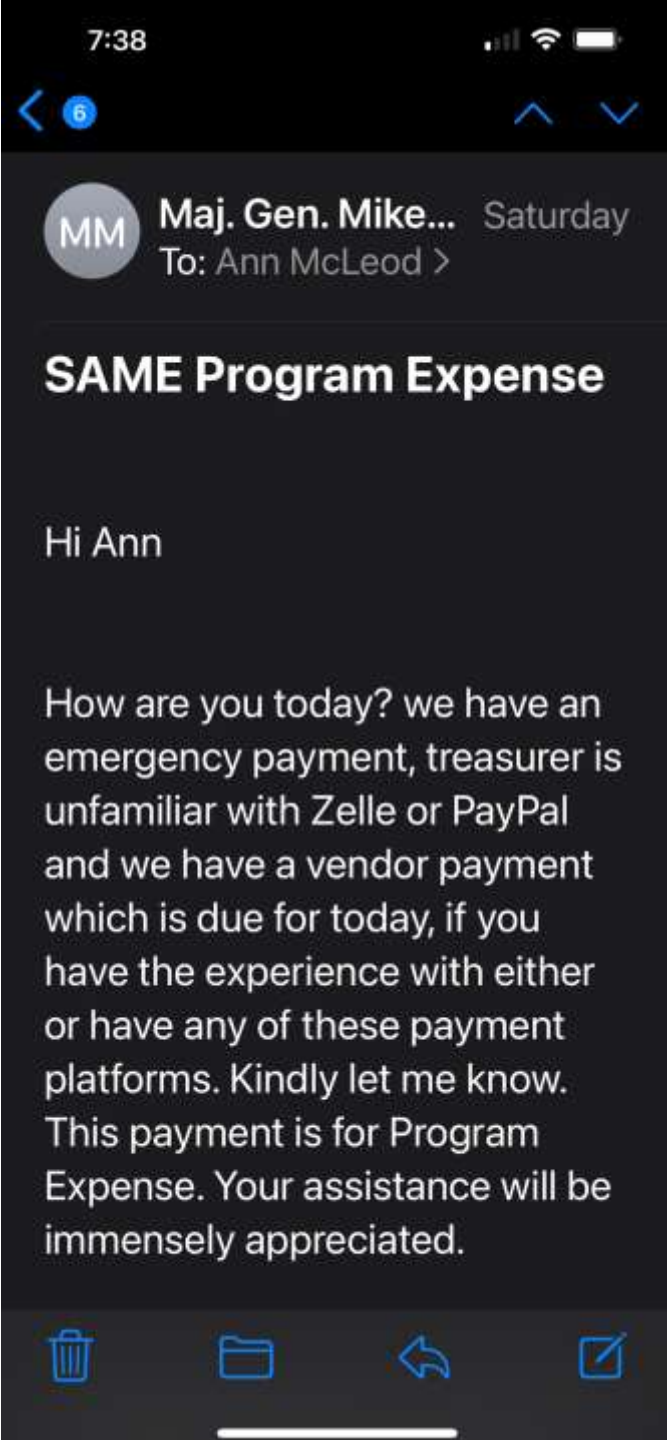 7:38
6
MM
Maj. Gen. Mike... Saturday
To: Ann McLeod >
SAME Program Expense
Hi Ann
How are you today? we have an
emergency payment, treasurer is
unfamiliar with Zelle or PayPal
and we have a vendor payment
which is due for today, if you
have the experience with either
or have any of these payment
platforms. Kindly let me know.
This payment is for Program
Expense. Your assistance will be
immensely appreciated.